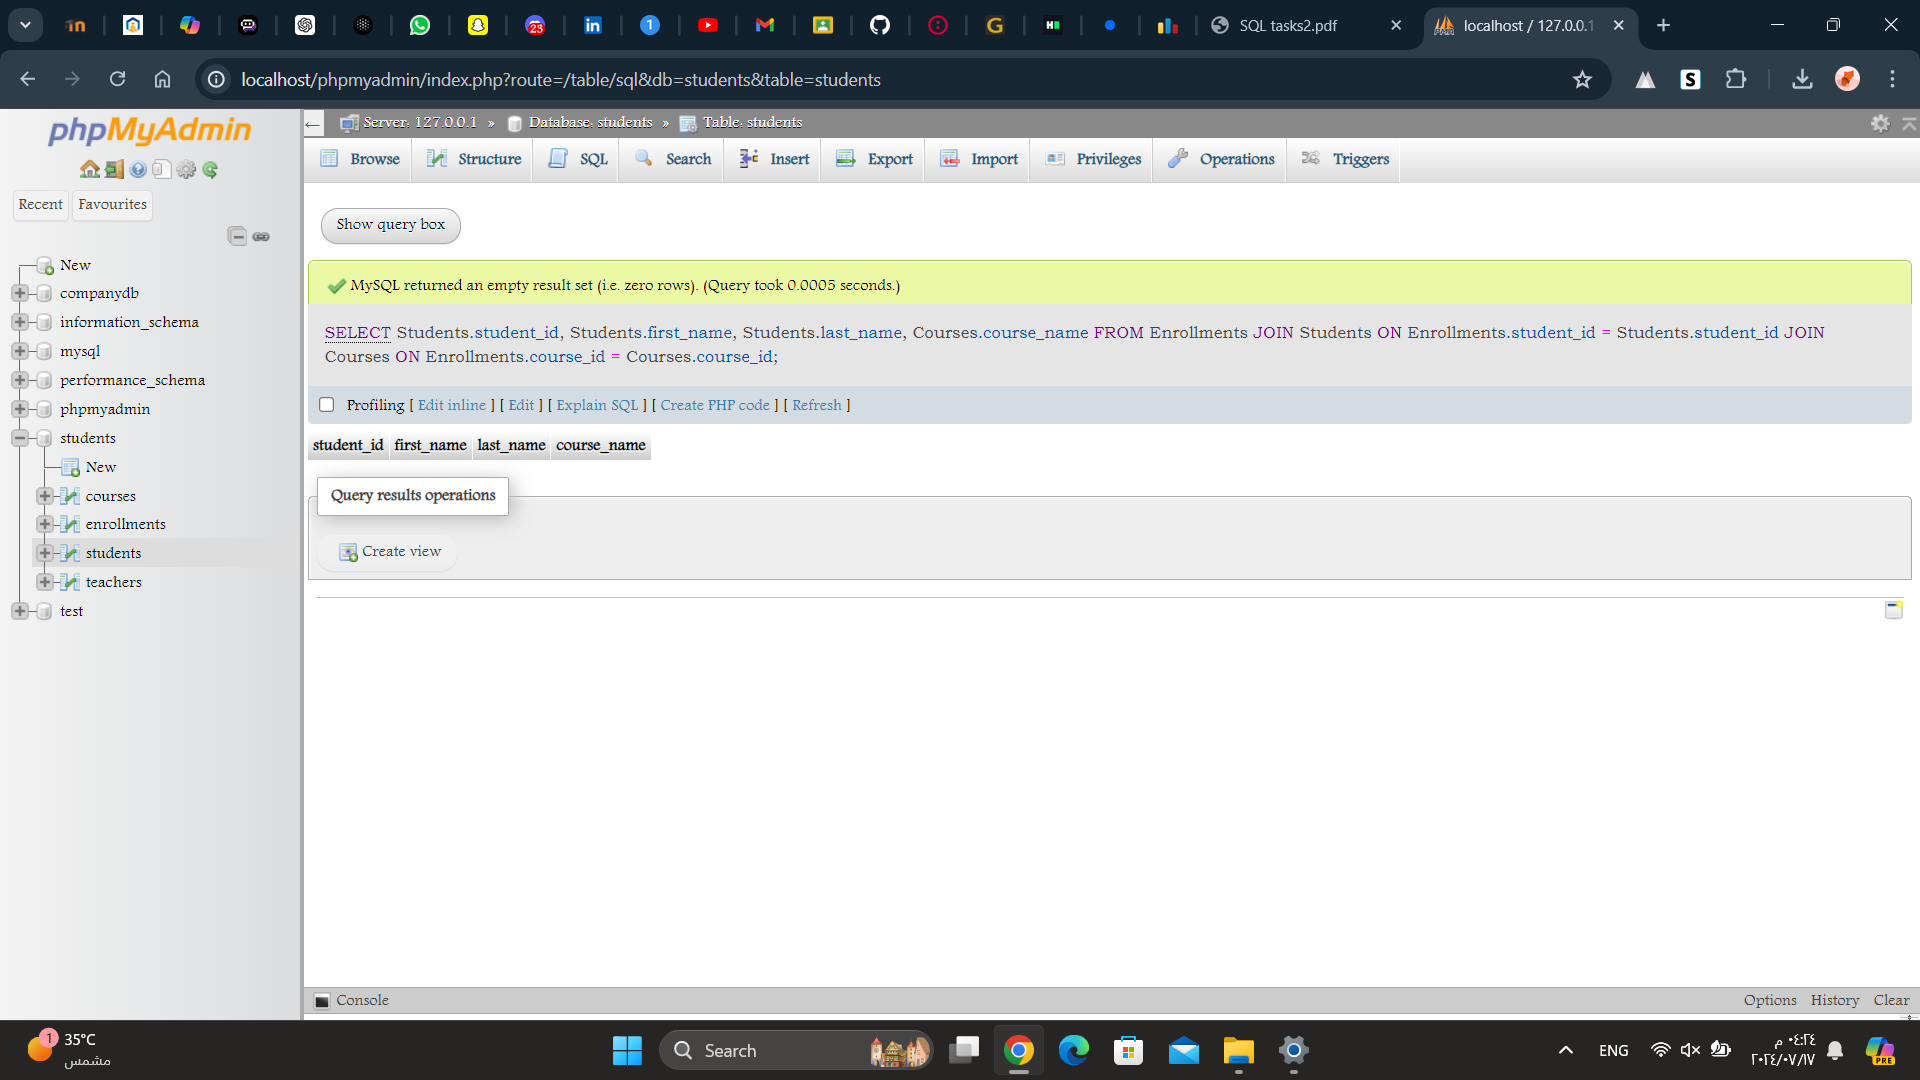 SQL tasks2.pdf
localhost / 127.0.0.1
localhost/phpmyadmin/index.php?route=/table/sql&db=students&table=students
phpMyAdmin
Recent
Favourites
New
companydb
information_schema
mysql
performance_schema
phpmyadmin
students
New
courses
enrollments
students
teachers
test
Server: 127.0.0.1 » Database: students » Table: students
Browse Structure SQL Search Insert Export Import Privileges Operations Triggers
Show query box
MySQL returned an empty result set (i.e. zero rows). (Query took 0.0005 seconds.)
SELECT Students.student_id, Students.first_name, Students.last_name, Courses.course_name FROM Enrollments JOIN Students ON Enrollments.student_id = Students.student_id JOIN
Courses ON Enrollments.course_id = Courses.course_id;
Profiling [ Edit inline ] [ Edit ] [ Explain SQL ] [ Create PHP code ] [ Refresh ]
student_id first_name last_name course_name
Query results operations
Create view
Console
Options History Clear
1
35°C
مشمس
Search
ENG
٠٤:٢٤ م
٢٠٢٤/٠٧/١٧
PRE
23